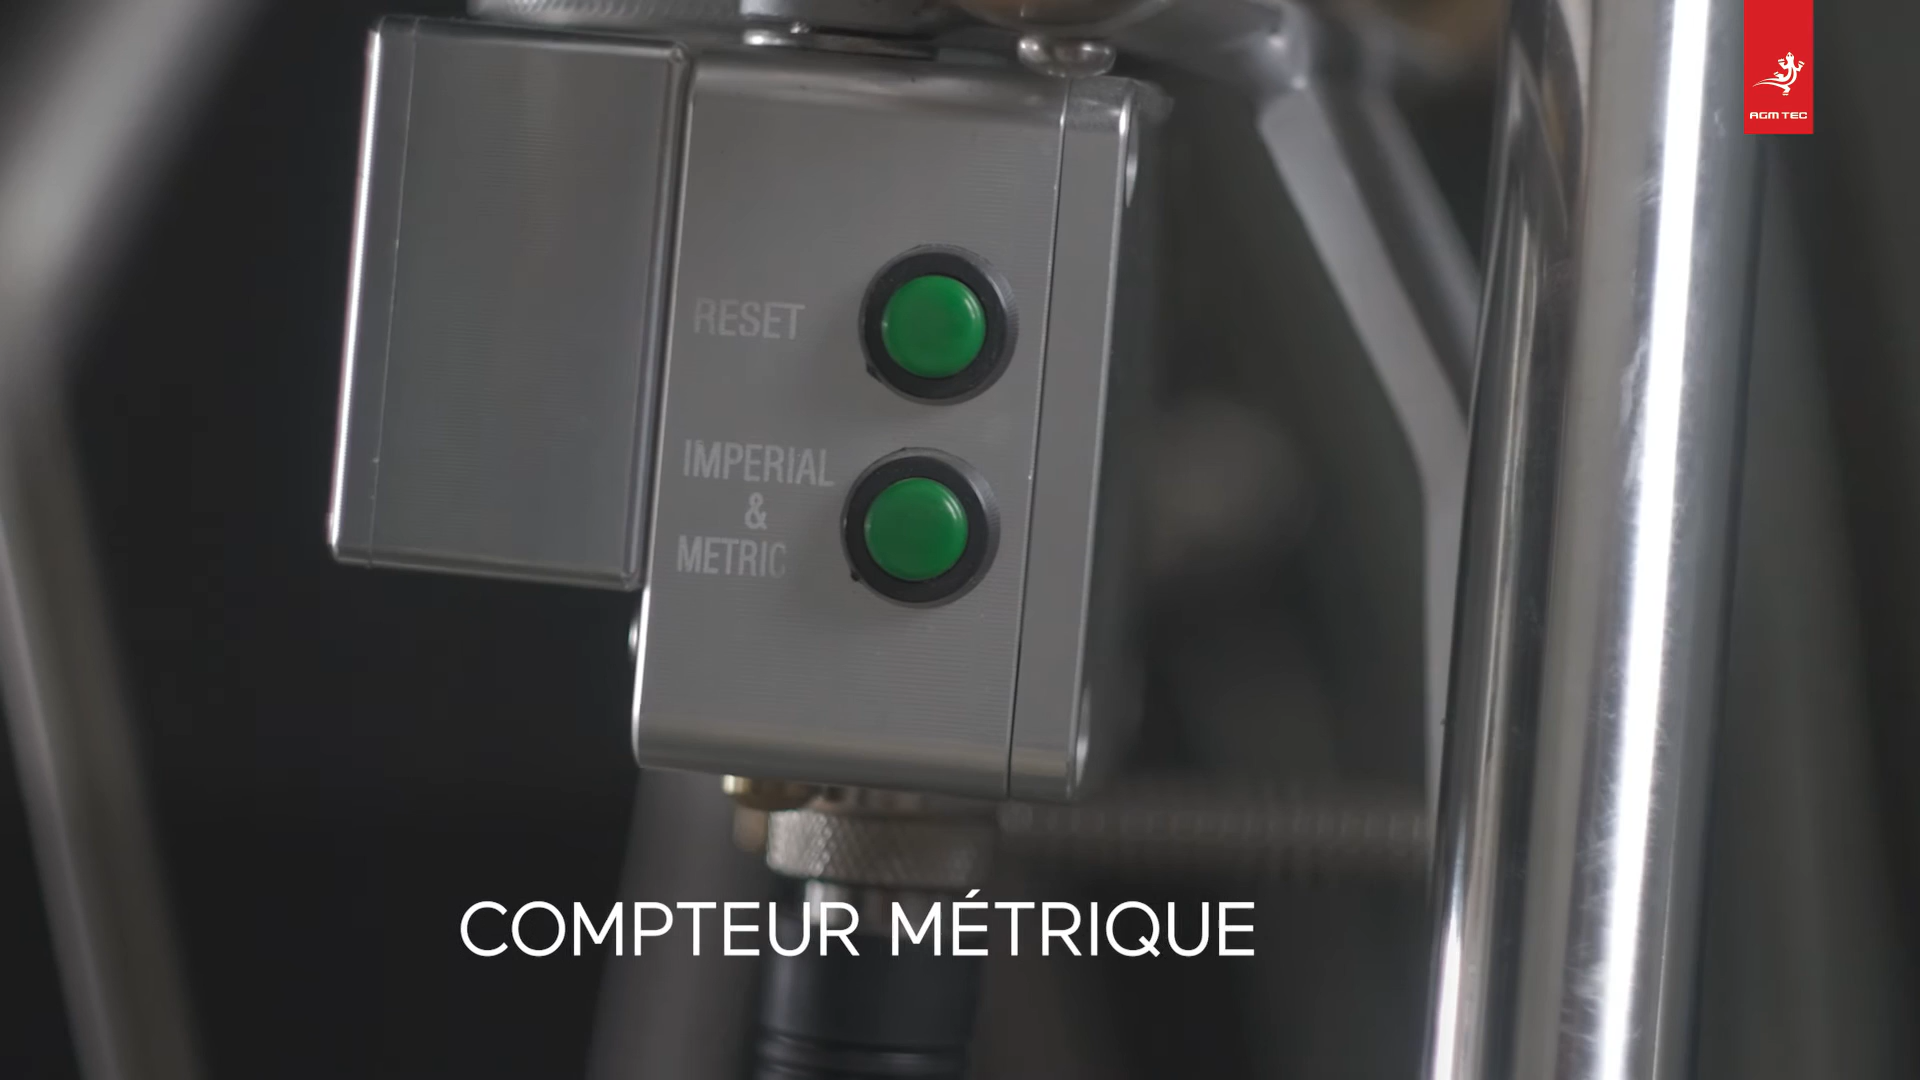 AGM TEC
RESET
IMPERIAL
&
METRIC
COMPTEUR MÉTRIQUE